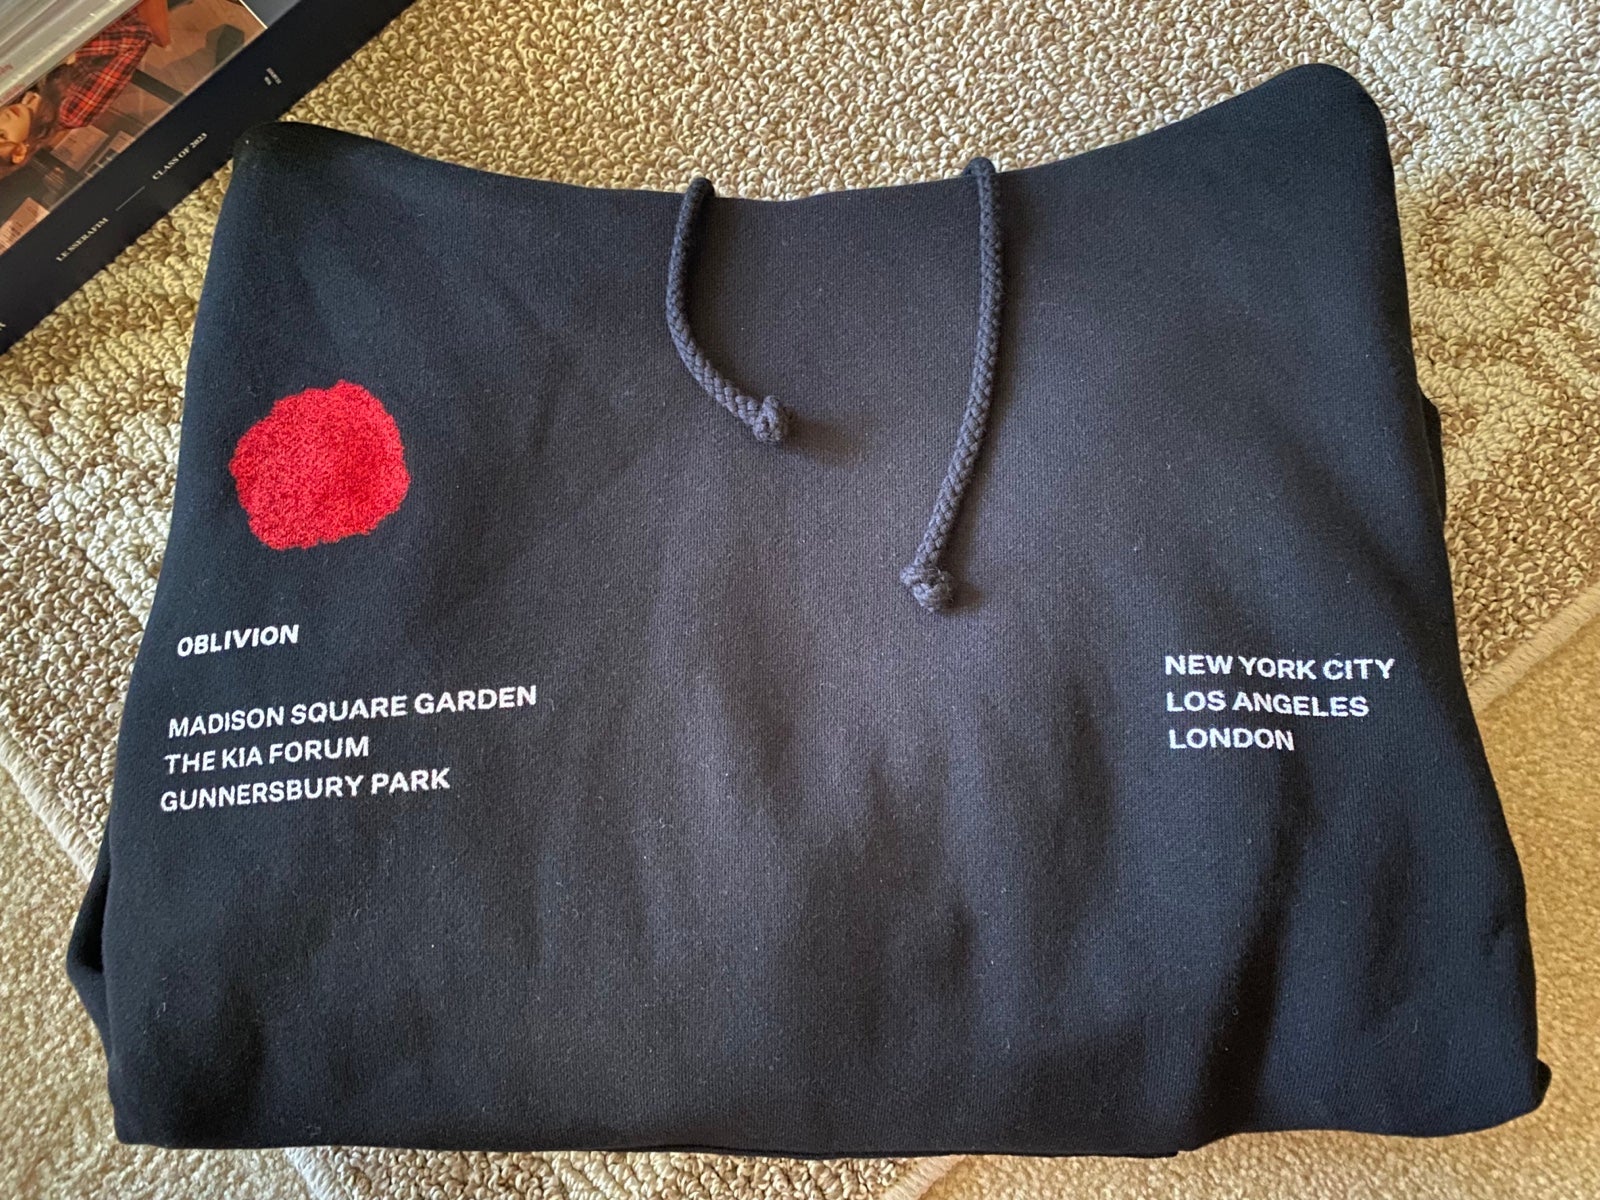 CLASS OF 2023
LE SSERAFIM
OBLIVION
MADISON SQUARE GARDEN
THE KIA FORUM
GUNNERSBURY PARK
NEW YORK CITY
LOS ANGELES
LONDON